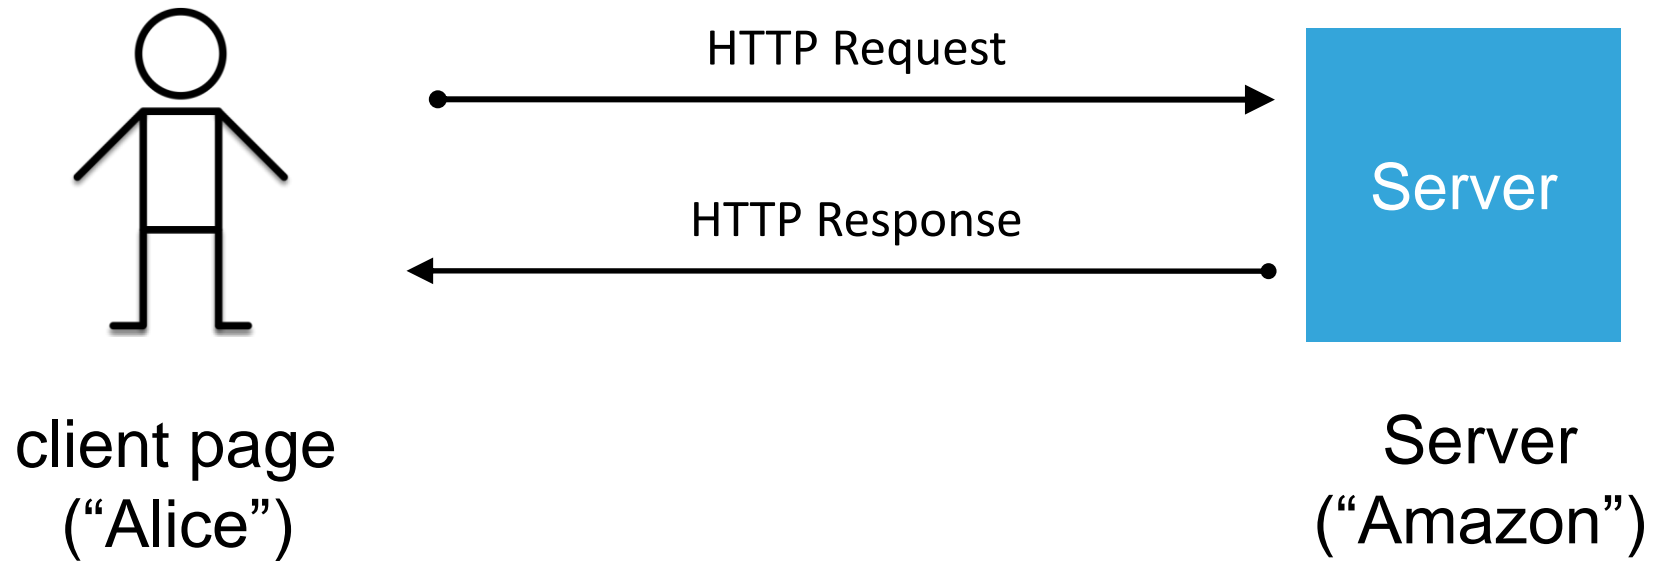 HTTP Request
HTTP Response
Server
client page
(“Alice”)
Server
(“Amazon”)